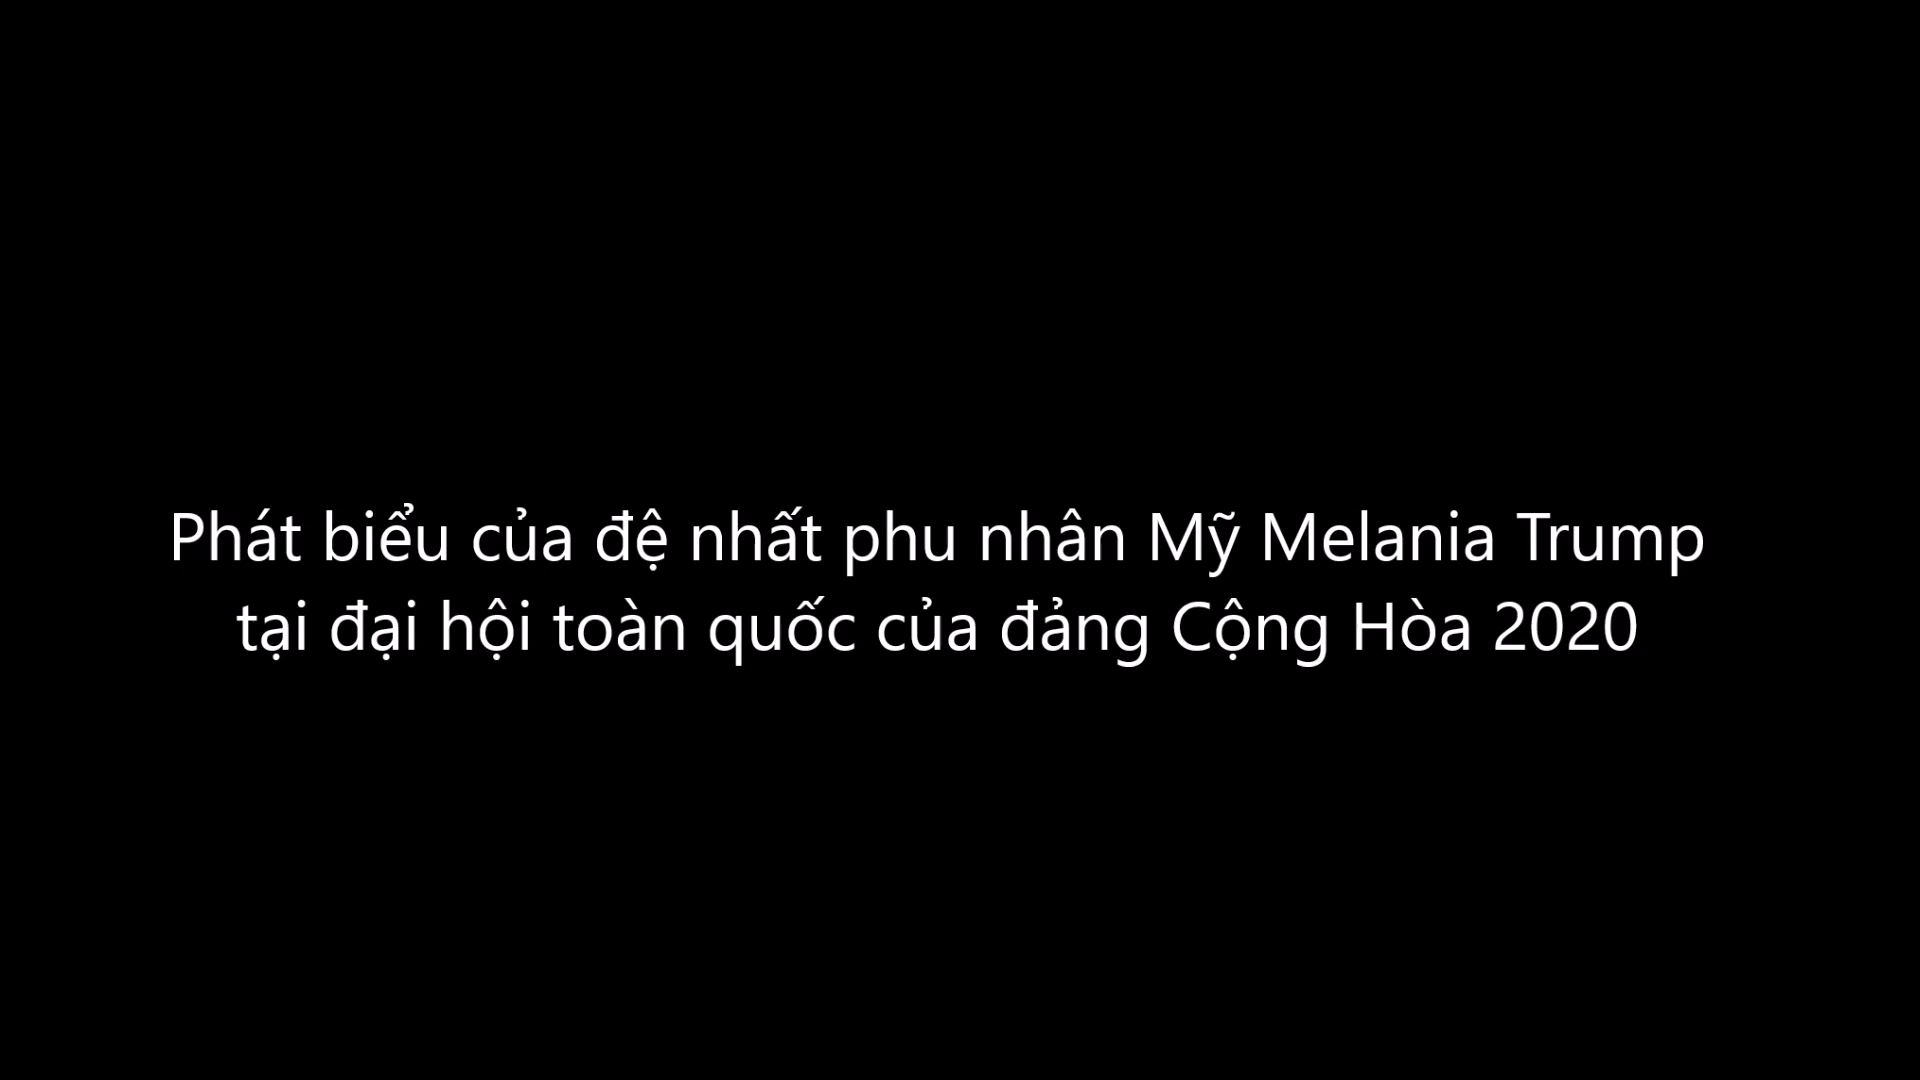 Phát biểu của đệ nhất phu nhân Mỹ Melania Trump
tại đại hội toàn quốc của đảng Cộng Hòa 2020